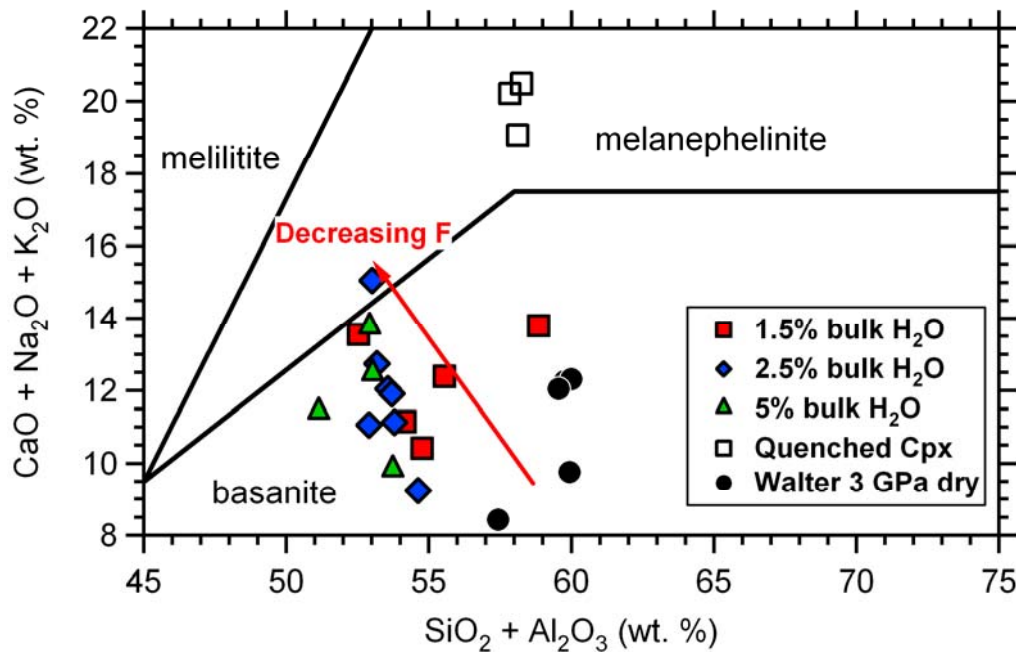 22
20
18
16
14
12
10
8
CaO + Na₂O + K₂O (wt. %)
melilitite
melanephelinite
Decreasing F
basanite
1.5% bulk H₂O
2.5% bulk H₂O
5% bulk H₂O
Quenched Cpx
Walter 3 GPa dry
45 50 55 60 65 70 75
SiO₂ + Al₂O₃ (wt. %)